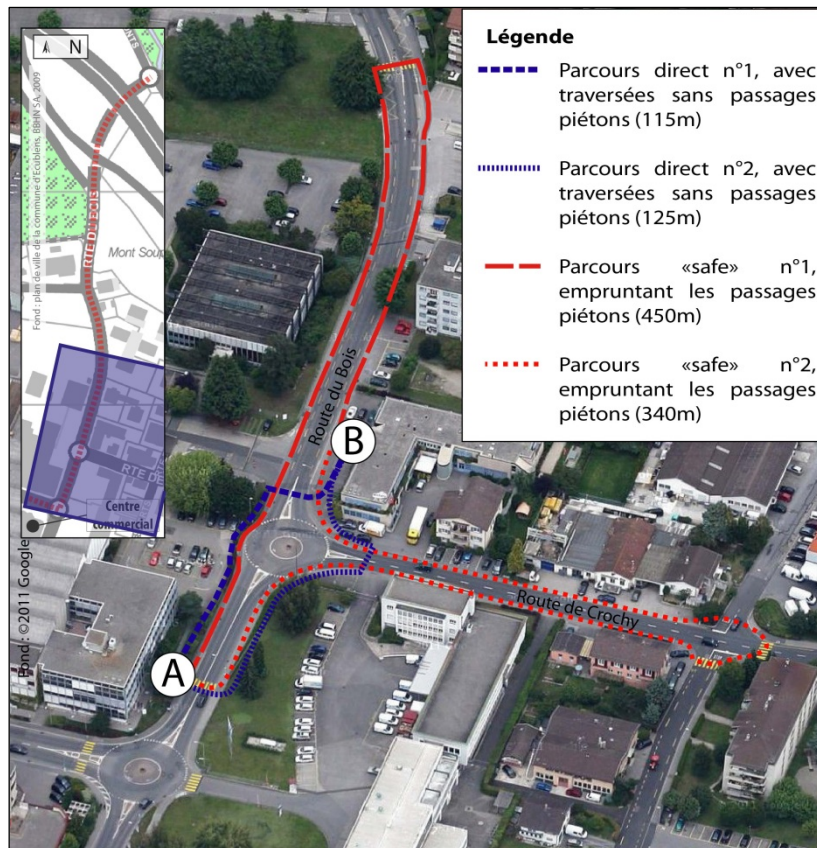 N
Fond : plan de ville de la commune d'Ecublens, BBHN SA, 2009
Mont Soup
RTE DE
Centre
commercial
Fond : ©2011 Google
Légende
Parcours direct n°1, avec
traversées sans passages
piétons (115m)
Parcours direct n°2, avec
traversées sans passages
piétons (125m)
Parcours «safe» n°1,
empruntant les passages
piétons (450m)
Parcours «safe» n°2,
empruntant les passages
piétons (340m)
Route du Bois
B
A
Route de Crochy